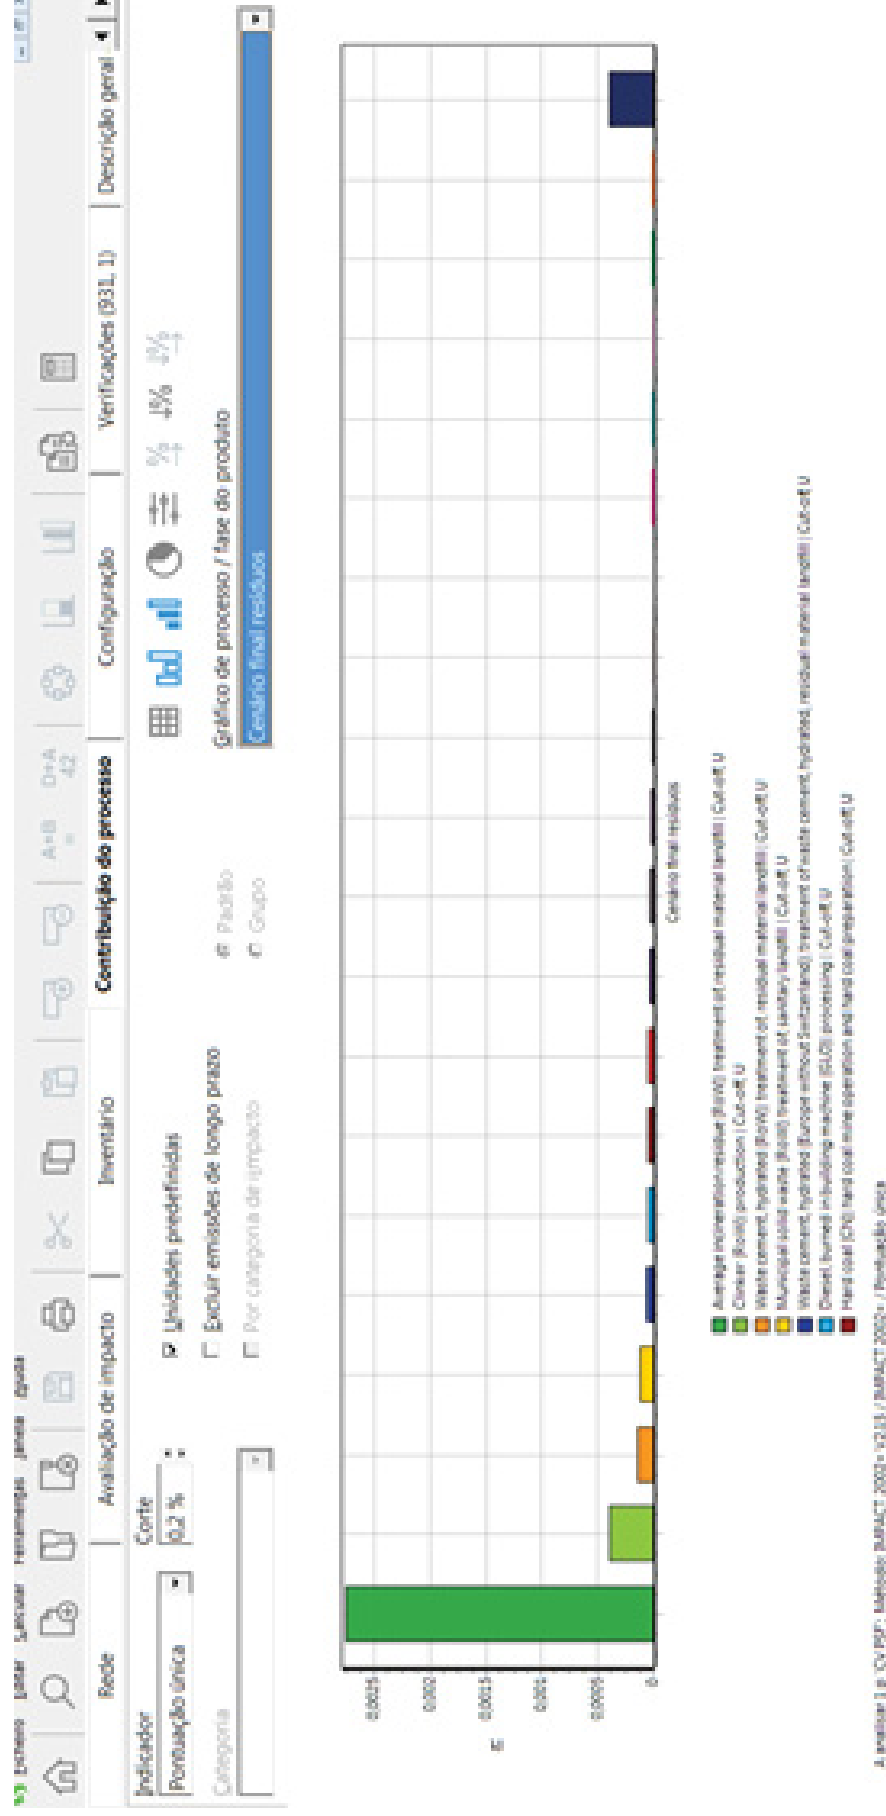 Ficheiro Editar Calcular Ferramentas Janela Ajuda
A+B
D+A
42
Rede Avaliação de impacto Inventário Contribuição do processo Configuração Verificações (931, 1) Descrição geral
Indicador Corte
Pontuação única 0,2 %
Unidades predefinidas
Excluir emissões de longo prazo
Por categoria de impacto
Categoria
Padrão
Grupo
Gráfico de processo / fase do produto
Cenário final resíduos
0,0025
0,002
0,0015
0,001
0,0005
0
Pt
Cenário final resíduos
Average incineration residue {RoW}| treatment of, residual material landfill | Cut-off, U
Clinker {RoW}| production | Cut-off, U
Waste cement, hydrated {RoW}| treatment of, residual material landfill | Cut-off, U
Municipal solid waste {RoW}| treatment of, sanitary landfill | Cut-off, U
Waste cement, hydrated {Europe without Switzerland}| treatment of waste cement, hydrated, residual material landfill | Cut-off, U
Diesel, burned in building machine {GLO}| processing | Cut-off, U
Hard coal {CN}| hard coal mine operation and hard coal preparation | Cut-off, U
A analisar 1 p 'CV PSP'; Método: IMPACT 2002+ / IMPACT 2002+ / Pontuação única